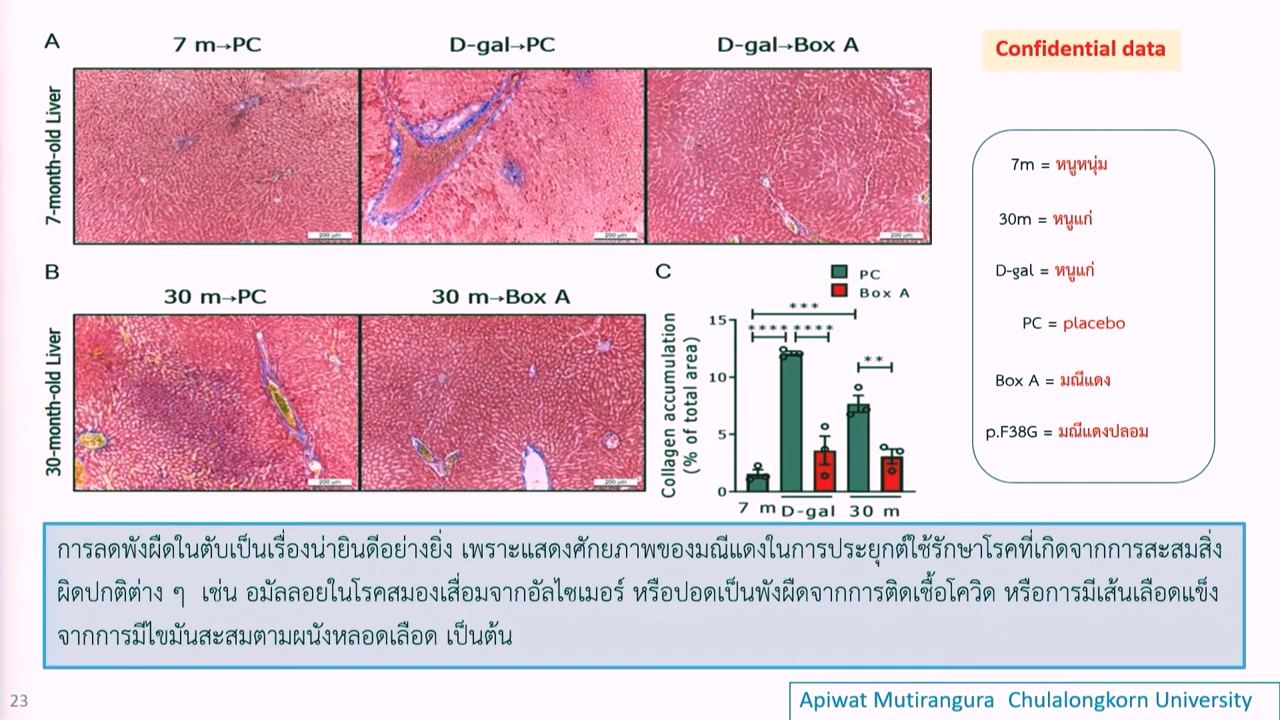 A
7 m→PC
D-gal→PC
D-gal→Box A
Confidential data
7-month-old Liver
200 µm
200 µm
200 µm
7m = หนูหนุ่ม
30m = หนูแก่
D-gal = หนูแก่
PC = placebo
Box A = มณีแดง
p.F38G = มณีแดงปลอม
B
30 m→PC
30 m→Box A
30-month-old Liver
200 µm
200 µm
C
PC
Box A
Collagen accumulation
(% of total area)
15
10
5
0
***
**** ****
**
7 m D-gal 30 m
การลดพังผืดในตับเป็นเรื่องน่ายินดีอย่างยิ่ง เพราะแสดงศักยภาพของมณีแดงในการประยุกต์ใช้รักษาโรคที่เกิดจากการสะสมสิ่ง
ผิดปกติต่าง ๆ เช่น อมัลลอยในโรคสมองเสื่อมจากอัลไซเมอร์ หรือปอดเป็นพังผืดจากการติดเชื้อโควิด หรือการมีเส้นเลือดแข็ง
จากการมีไขมันสะสมตามผนังหลอดเลือด เป็นต้น
23
Apiwat Mutirangura Chulalongkorn University